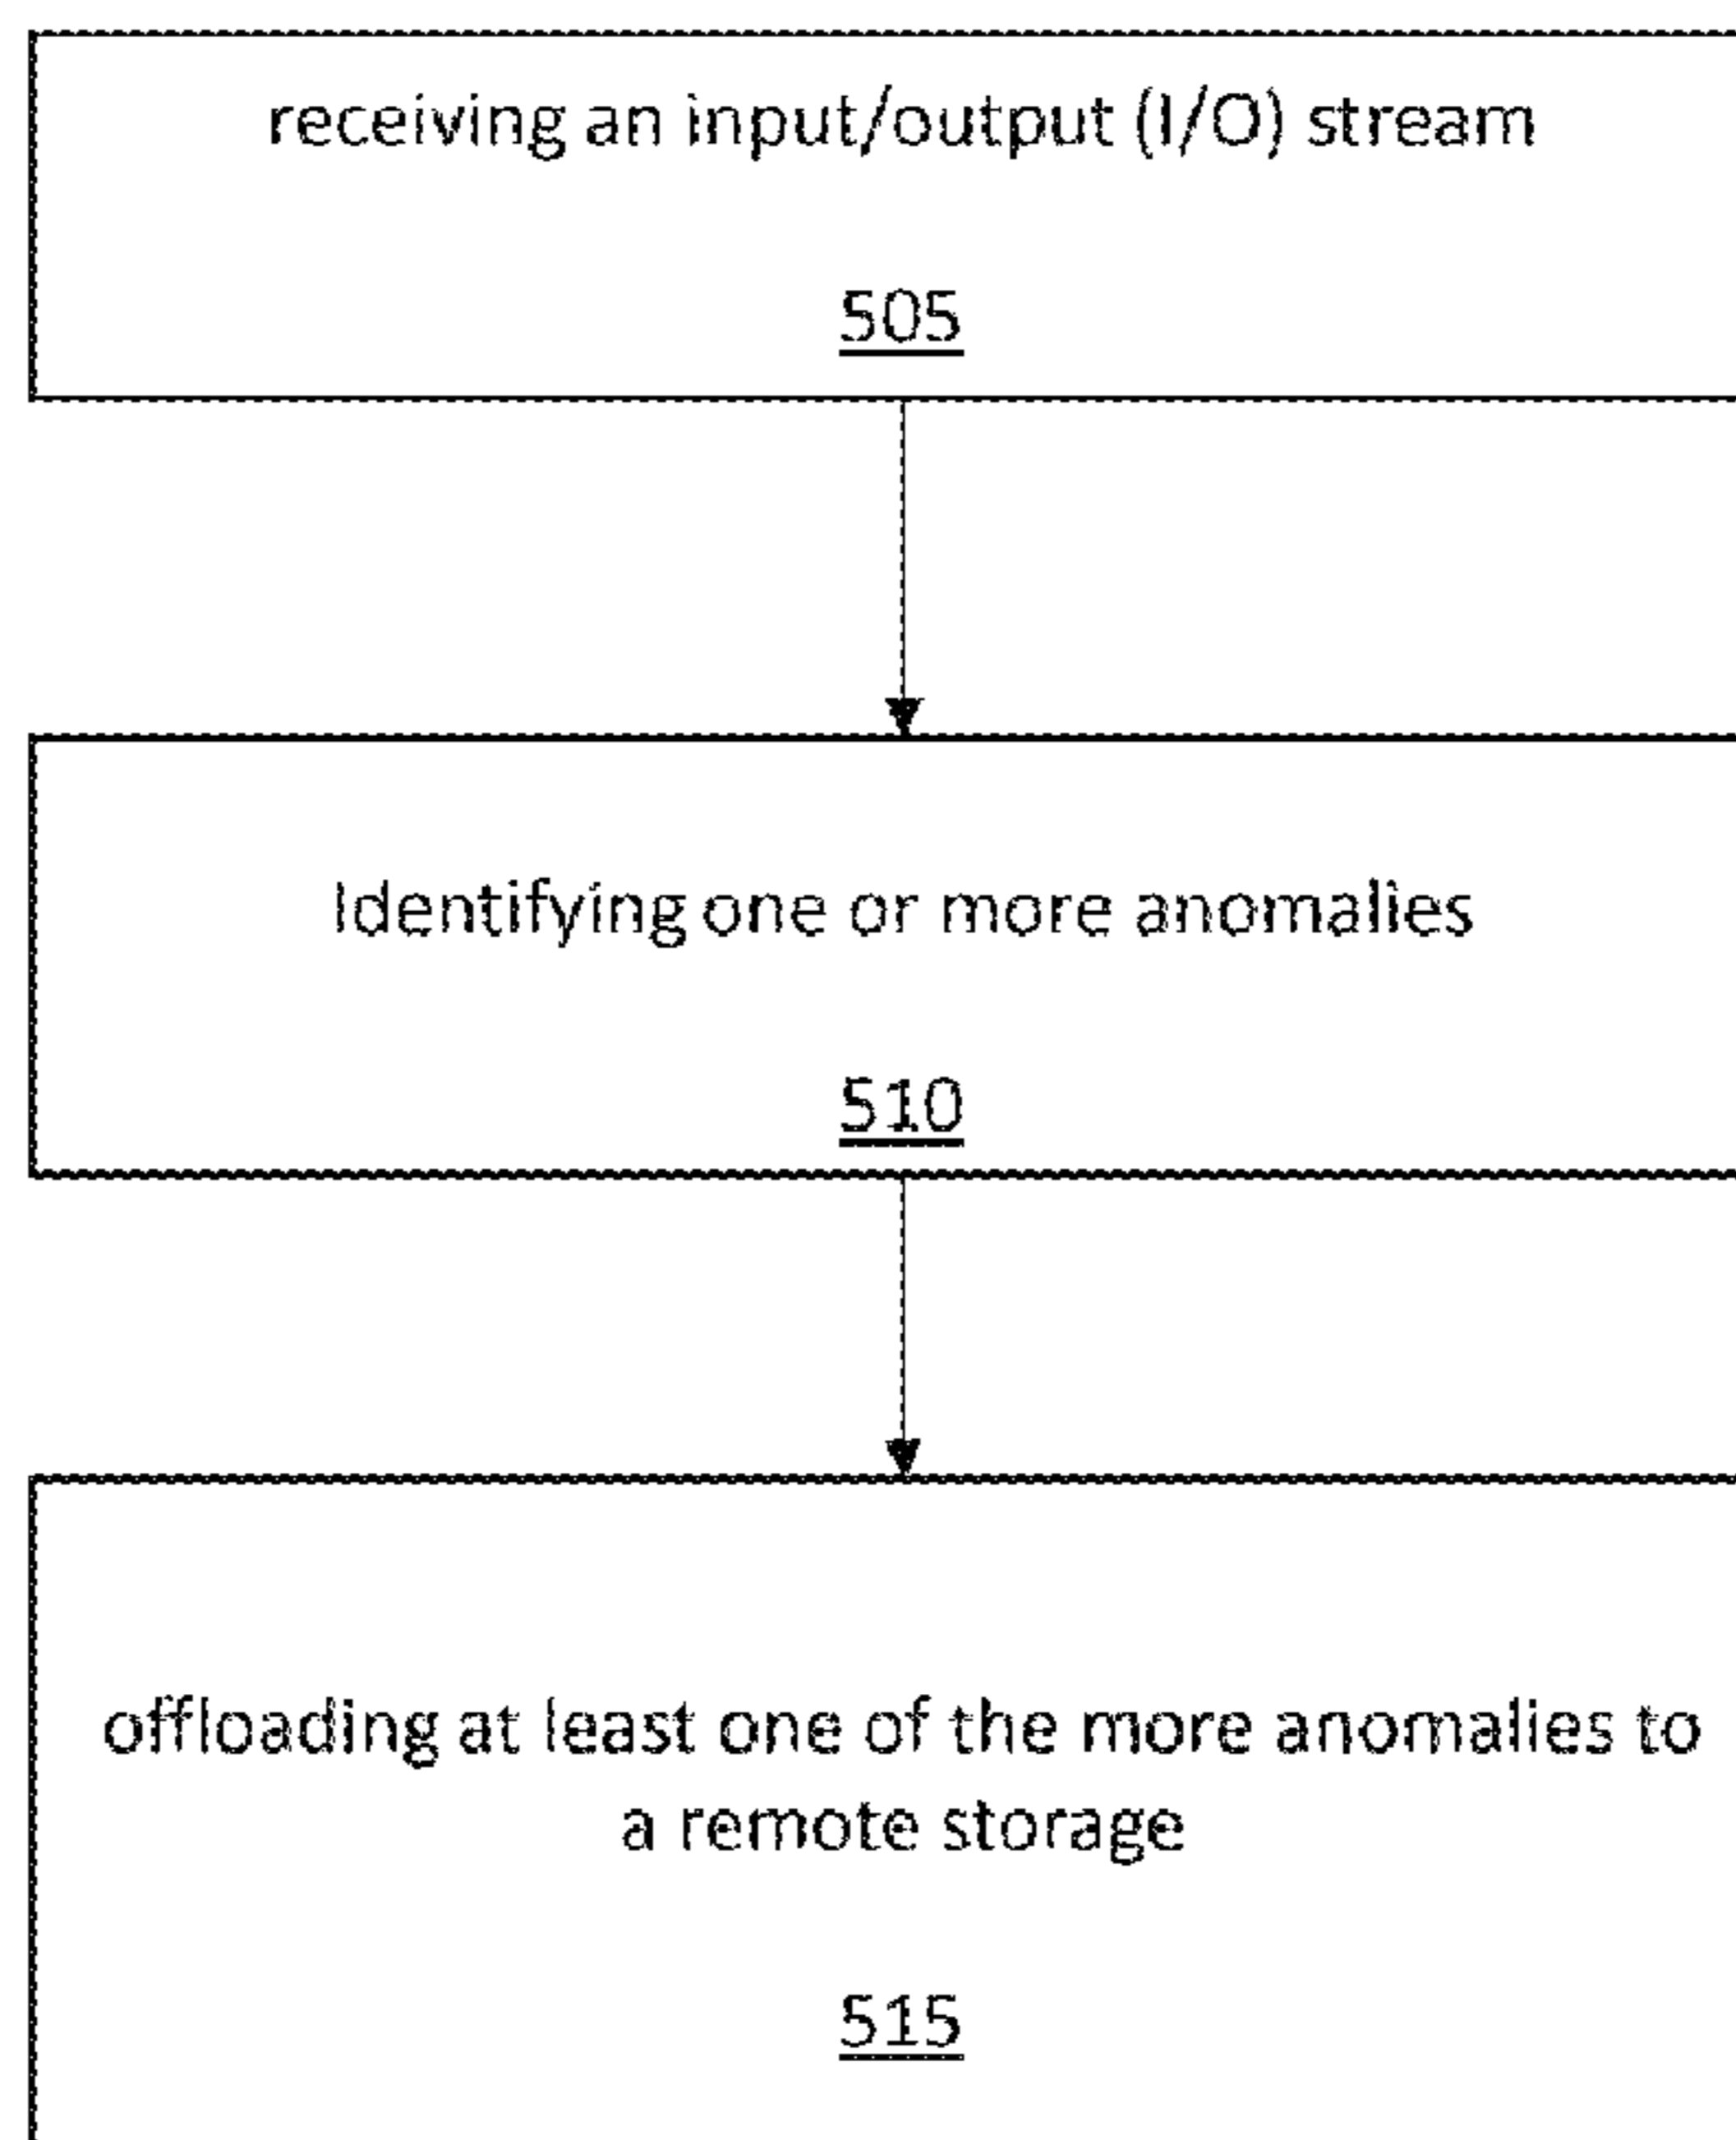 receiving an input/output (I/O) stream
505
Identifying one or more anomalies
510
offloading at least one of the more anomalies to
a remote storage
515